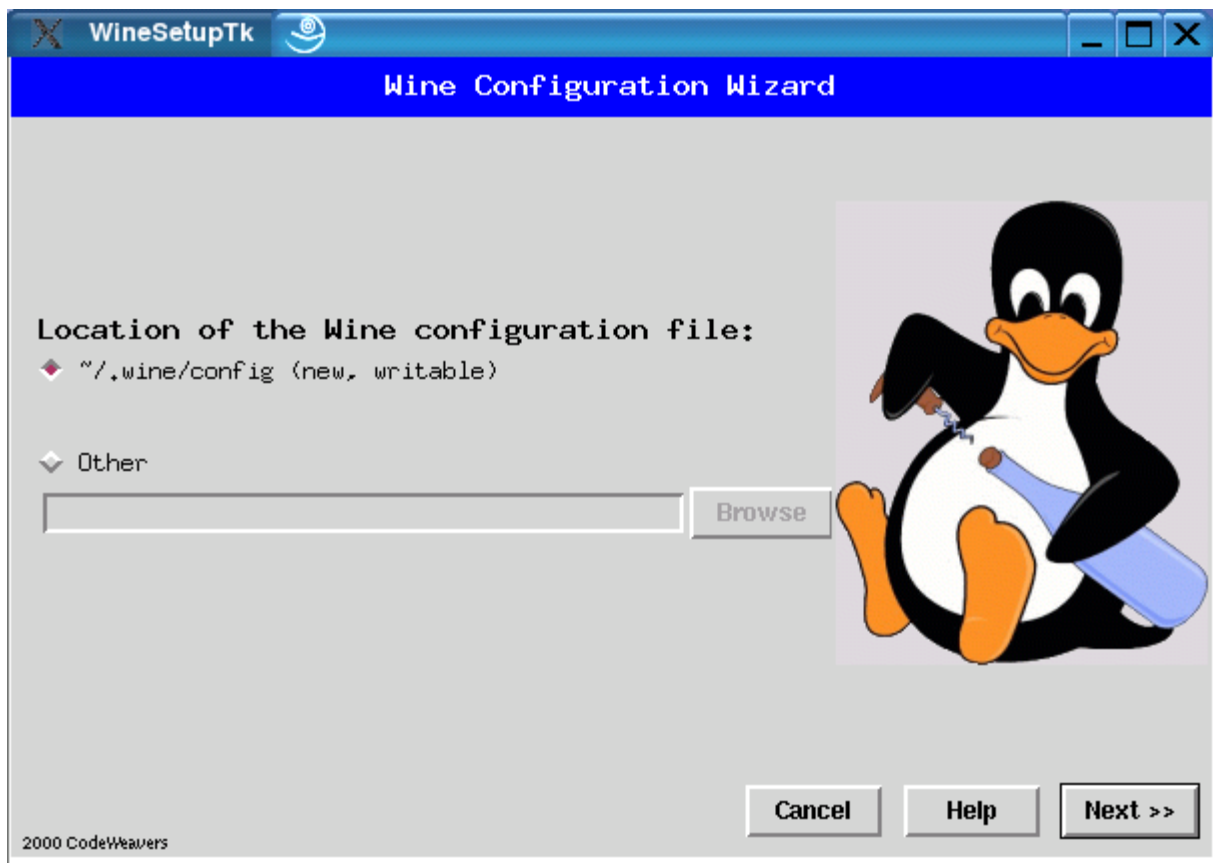 WineSetupTk
Wine Configuration Wizard
Location of the Wine configuration file:
~/.wine/config (new, writable)
Other
Browse
Cancel
Help
Next >>
2000 CodeWeavers